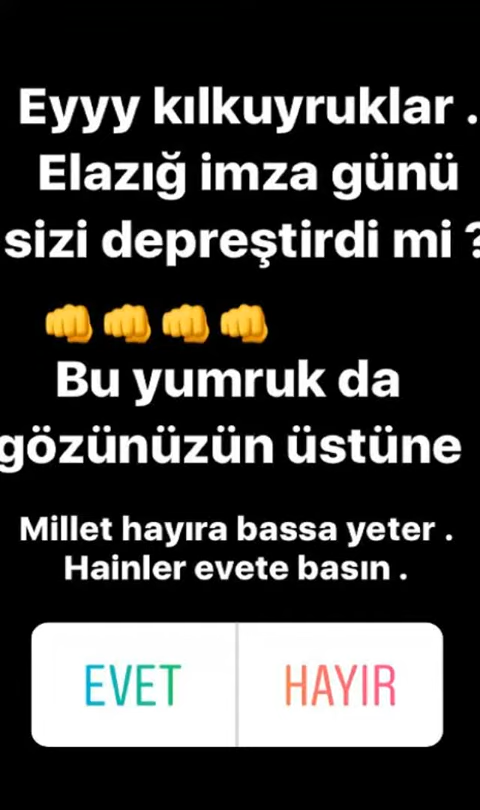 Eyyy kılkuyruklar .
Elazığ imza günü
sizi depreştirdi mi ?
👊👊👊👊
Bu yumruk da
gözünüzün üstüne
Millet hayıra bassa yeter .
Hainler evete basın .
EVET HAYIR